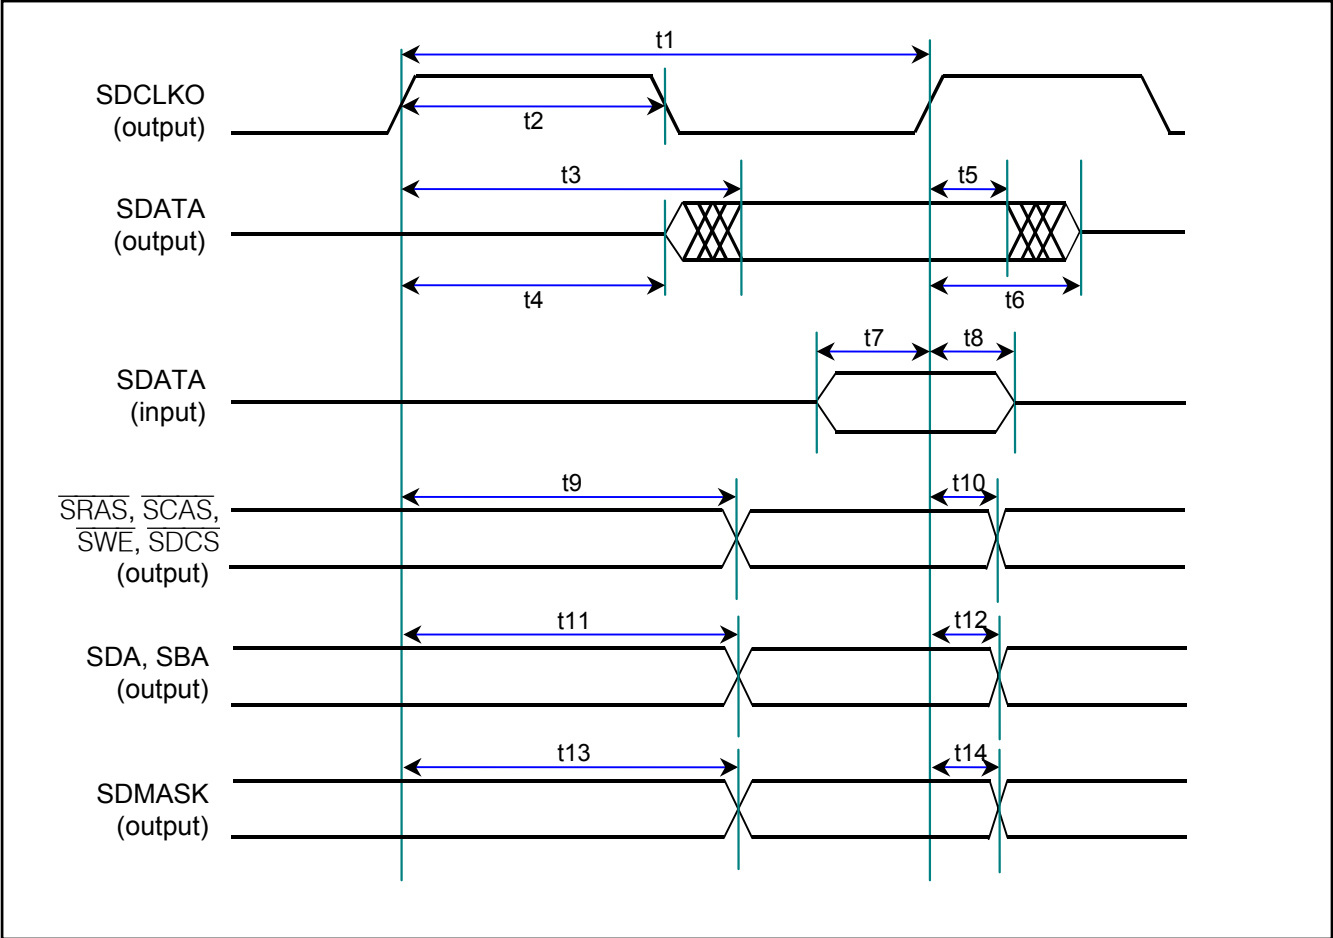 t1
SDCLKO
(output)
t2
t3
t5
SDATA
(output)
t4
t6
t7
t8
SDATA
(input)
t9
t10
SRAS, SCAS,
SWE, SDCS
(output)
t11
t12
SDA, SBA
(output)
t13
t14
SDMASK
(output)